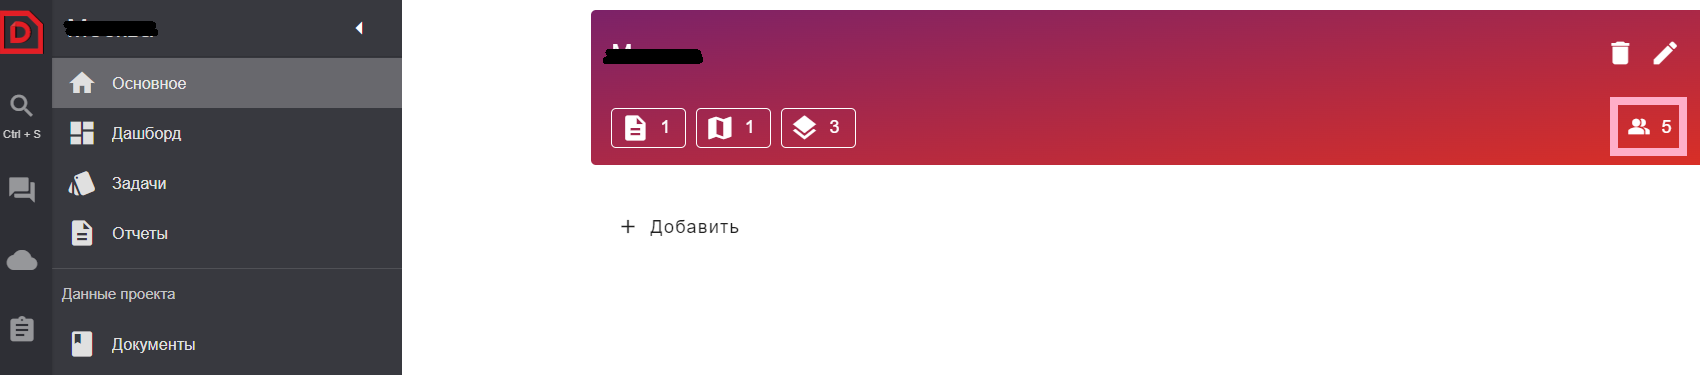 Ctrl + S
Основное
Дашборд
Задачи
Отчеты
Данные проекта
Документы
1 1 3
5
+ Добавить